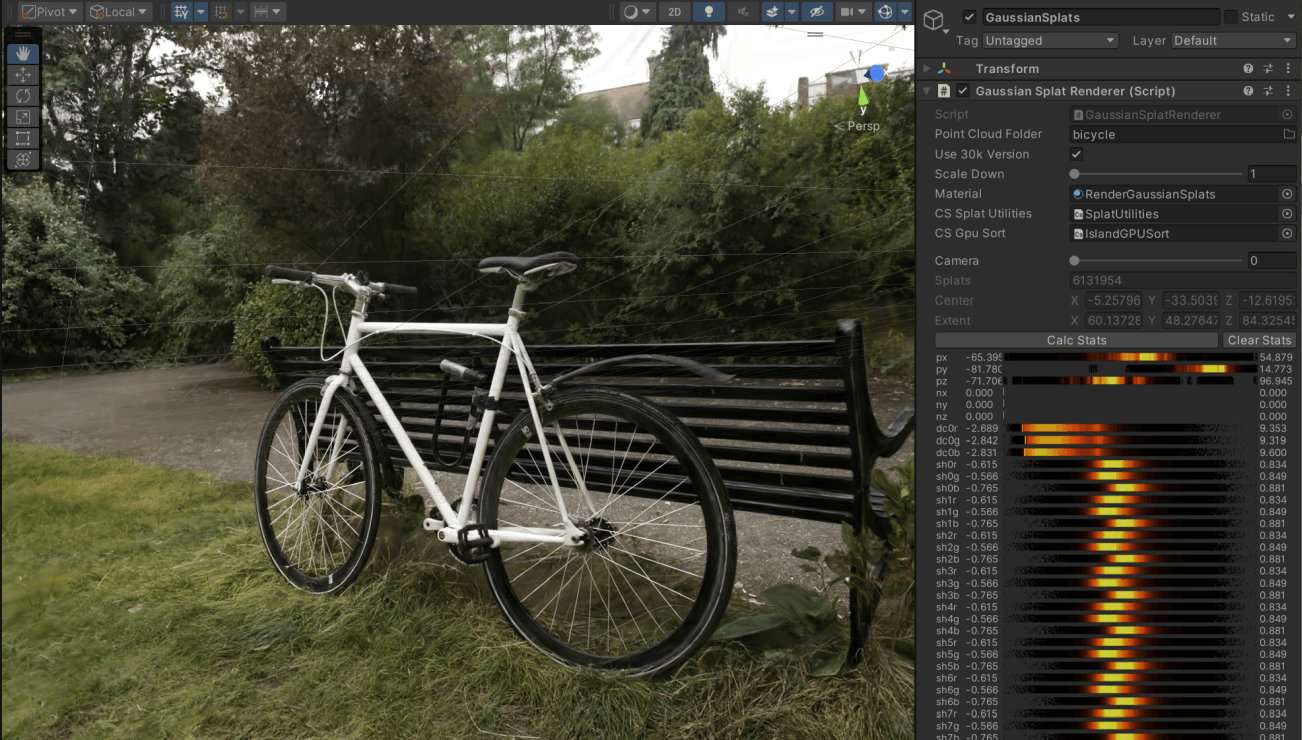 Pivot Local 2D
Persp
y
GaussianSplats Static
Tag Untagged Layer Default
Transform
Gaussian Splat Renderer (Script)
Script GaussianSplatRenderer
Point Cloud Folder bicycle
Use 30k Version
Scale Down 1
Material RenderGaussianSplats
CS Splat Utilities SplatUtilities
CS Gpu Sort IslandGPUSort
Camera 0
Splats 6131954
Center X -5.25796 Y -33.5039 Z -12.6195
Extent X 60.13728 Y 48.27647 Z 84.32545
Calc Stats Clear Stats
px -65.395 54.879
py -81.780 14.773
pz -71.706 96.945
nx 0.000 0.000
ny 0.000 0.000
nz 0.000 0.000
dc0r -2.689 9.353
dc0g -2.842 9.319
dc0b -2.831 9.600
sh0r -0.615 0.834
sh0g -0.566 0.849
sh0b -0.765 0.881
sh1r -0.615 0.834
sh1g -0.566 0.849
sh1b -0.765 0.881
sh2r -0.615 0.834
sh2g -0.566 0.849
sh2b -0.765 0.881
sh3r -0.615 0.834
sh3g -0.566 0.849
sh3b -0.765 0.881
sh4r -0.615 0.834
sh4g -0.566 0.849
sh4b -0.765 0.881
sh5r -0.615 0.834
sh5g -0.566 0.849
sh5b -0.765 0.881
sh6r -0.615 0.834
sh6g -0.566 0.849
sh6b -0.765 0.881
sh7r -0.615 0.834
sh7g -0.566 0.849
sh7b -0.765 0.881